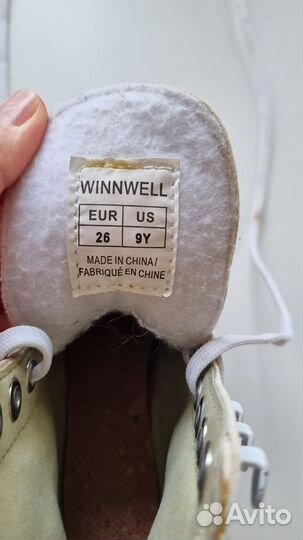 WINNWELL
EUR US
26 9Y
MADE IN CHINA/
FABRIQUÉ EN CHINE
Avito